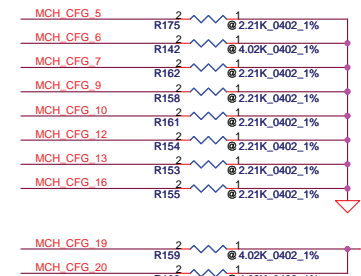 MCH_CFG_5 2 1
R175 @ 2.21K_0402_1%
MCH_CFG_6 2 1
R142 @ 4.02K_0402_1%
MCH_CFG_7 2 1
R162 @ 2.21K_0402_1%
MCH_CFG_9 2 1
R158 @ 2.21K_0402_1%
MCH_CFG_10 2 1
R161 @ 2.21K_0402_1%
MCH_CFG_12 2 1
R154 @ 2.21K_0402_1%
MCH_CFG_13 2 1
R153 @ 2.21K_0402_1%
MCH_CFG_16 2 1
R155 @ 2.21K_0402_1%
MCH_CFG_19 2 1
R159 @ 4.02K_0402_1%
MCH_CFG_20 2 1